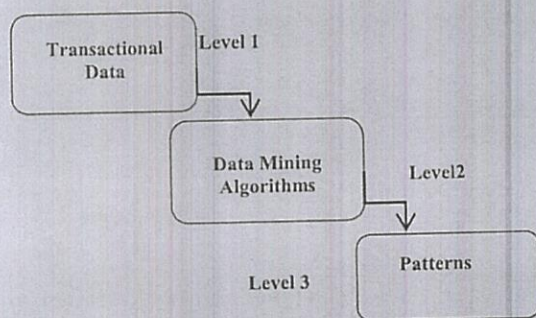 Transactional
Data
Level 1
Data Mining
Algorithms
Level2
Patterns
Level 3